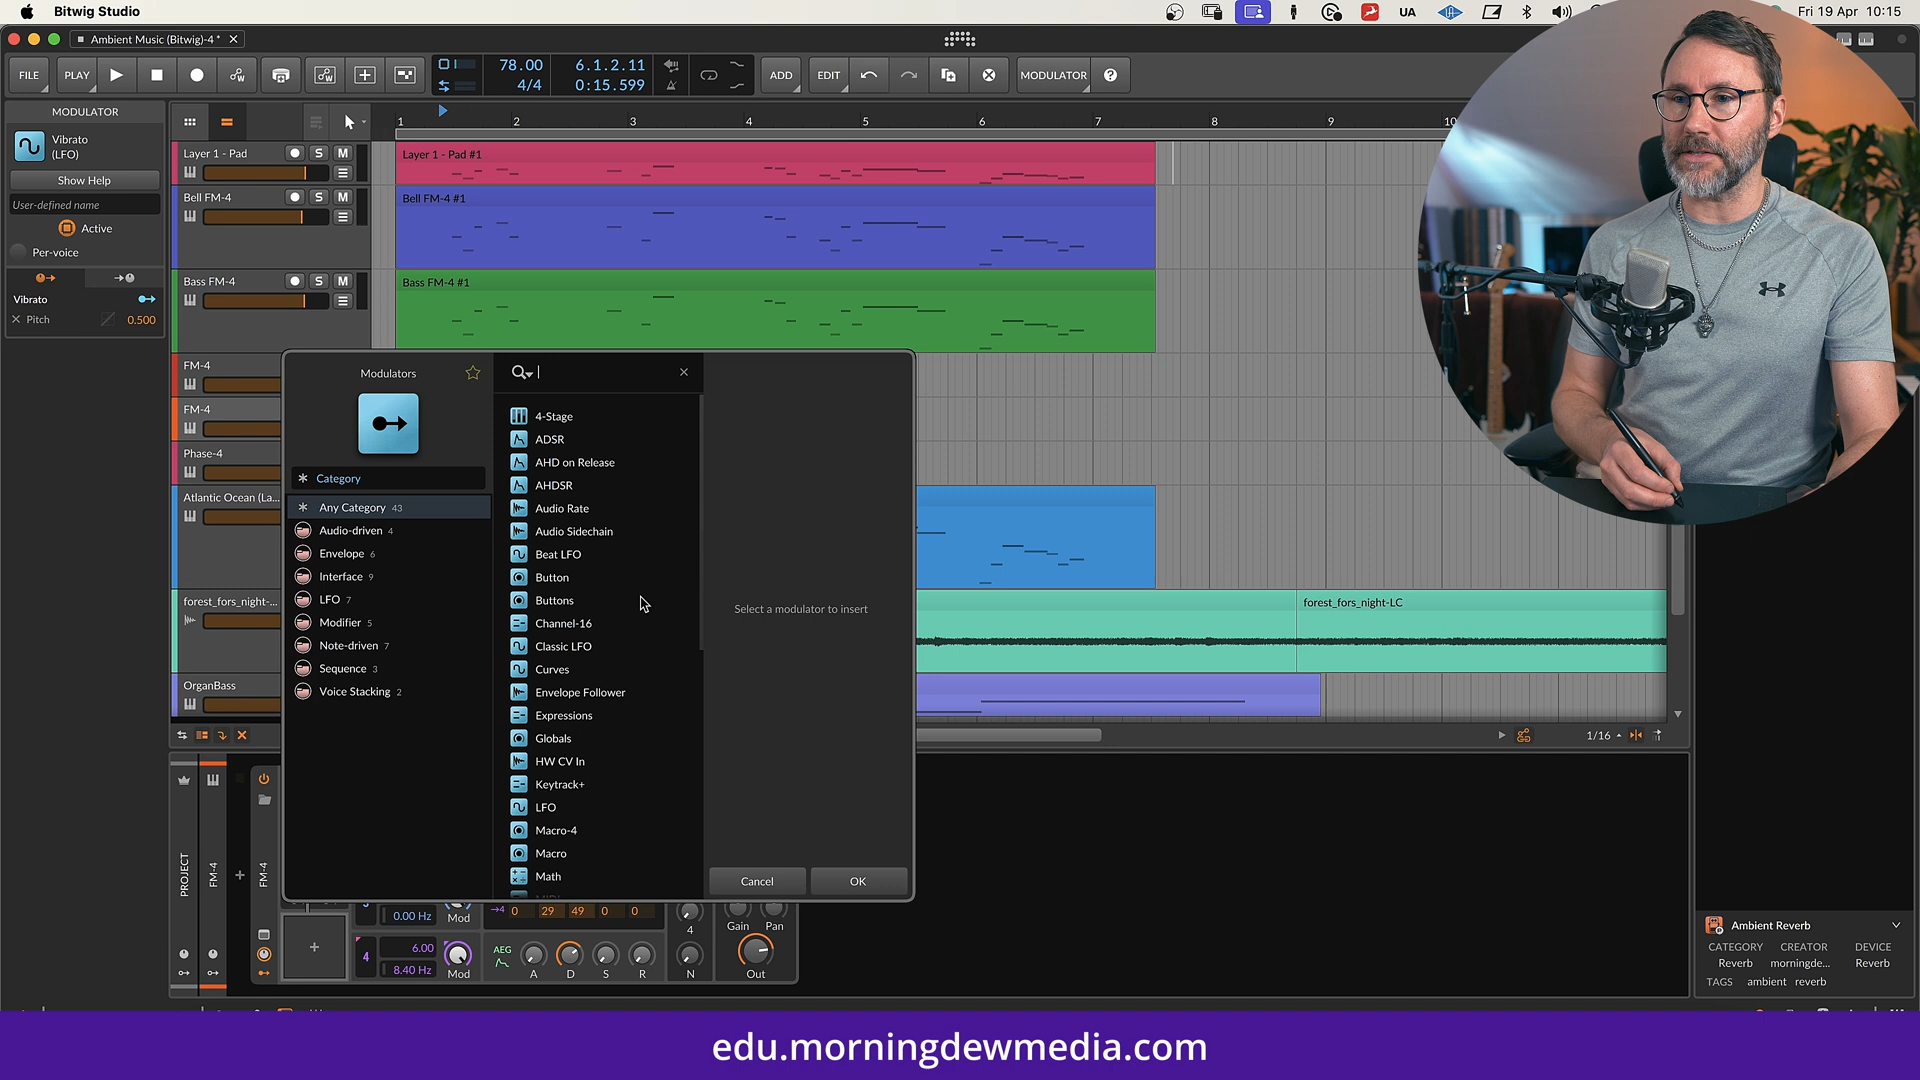 Bitwig Studio
UA
Fri 19 Apr 10:15
Ambient Music (Bitwig)-4 *
FILE
PLAY
78.00
4/4
6.1.2.11
0:15.599
ADD
EDIT
MODULATOR
MODULATOR
Vibrato
(LFO)
Show Help
User-defined name
Active
Per-voice
Vibrato
Pitch
0.500
1
2
3
4
5
6
7
8
9
10
Layer 1 - Pad
S
M
Layer 1 - Pad #1
Bell FM-4
S
M
Bell FM-4 #1
Bass FM-4
S
M
Bass FM-4 #1
FM-4
FM-4
Phase-4
Atlantic Ocean (La...
forest_fors_night-...
forest_fors_night-LC
OrganBass
1/16
Modulators
Category
Any Category 43
Audio-driven 4
Envelope 6
Interface 9
LFO 7
Modifier 5
Note-driven 7
Sequence 3
Voice Stacking 2
4-Stage
ADSR
AHD on Release
AHDSR
Audio Rate
Audio Sidechain
Beat LFO
Button
Buttons
Channel-16
Classic LFO
Curves
Envelope Follower
Expressions
Globals
HW CV In
Keytrack+
LFO
Macro-4
Macro
Math
Select a modulator to insert
Cancel
OK
PROJECT
FM-4
FM-4
0.00 Hz
Mod
0
29
49
0
0
4
Gain
Pan
4
6.00
8.40 Hz
Mod
AEG
A
D
S
R
N
Out
Ambient Reverb
CATEGORY
CREATOR
DEVICE
Reverb
morningde...
Reverb
TAGS
ambient
reverb
edu.morningdewmedia.com